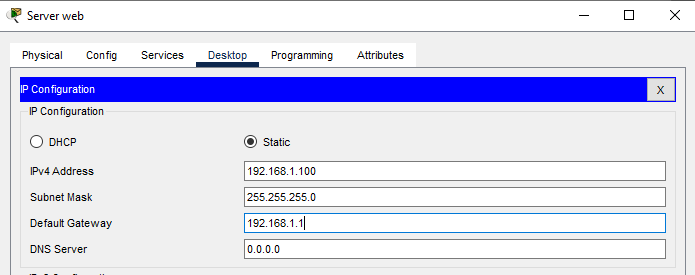 Server web
Physical Config Services Desktop Programming Attributes
IP Configuration X
IP Configuration
DHCP Static
IPv4 Address 192.168.1.100
Subnet Mask 255.255.255.0
Default Gateway 192.168.1.1
DNS Server 0.0.0.0